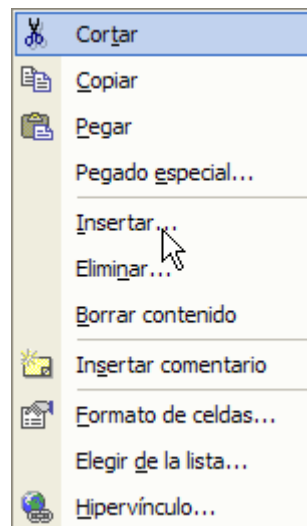 Cortar
Copiar
Pegar
Pegado especial...
Insertar...
Eliminar...
Borrar contenido
Insertar comentario
Formato de celdas...
Elegir de la lista...
Hipervínculo...